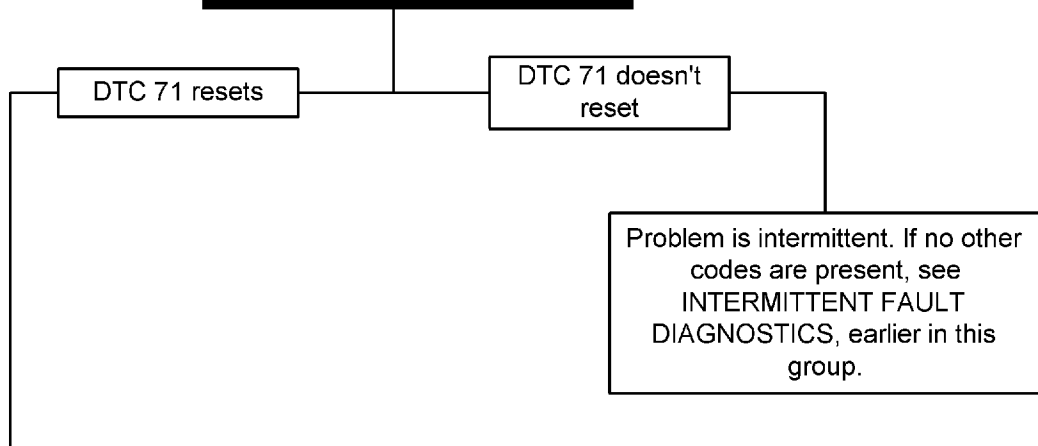 DTC 71 resets
DTC 71 doesn't
reset
Problem is intermittent. If no other
codes are present, see
INTERMITTENT FAULT
DIAGNOSTICS, earlier in this
group.